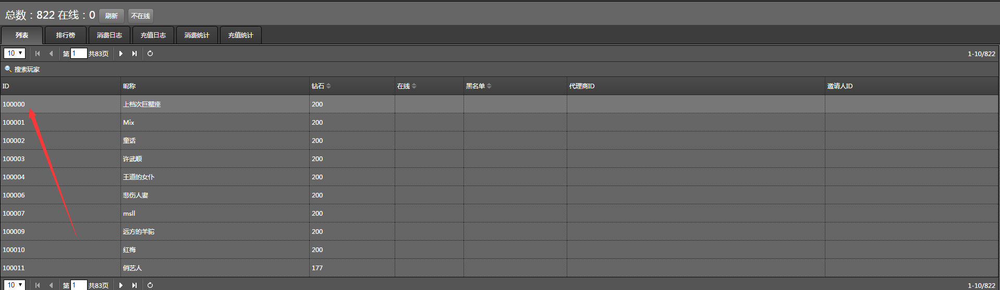 总数：822 在线：0 刷新 不在线
列表 排行榜 消费日志 充值日志 消费统计 充值统计
10 第 1 共83页 1-10/822
搜索玩家
ID 昵称 钻石 在线 黑名单 代理商ID 邀请人ID
100000 上档次巨蟹座 200
100001 Mix 200
100002 童话 200
100003 许武顺 200
100004 王道的女仆 200
100006 悲伤人妻 200
100007 msll 200
100009 远方的羊驼 200
100010 红梅 200
100011 俏艺人 177
10 第 1 共83页 1-10/822